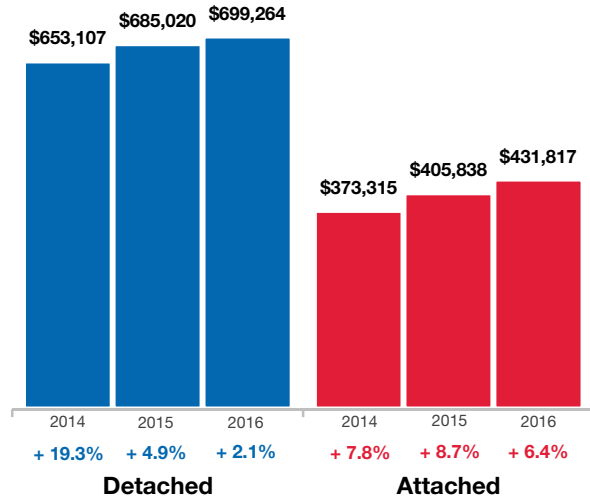 $653,107
$685,020
$699,264
$373,315
$405,838
$431,817
2014 2015 2016 2014 2015 2016
+ 19.3% + 4.9% + 2.1% + 7.8% + 8.7% + 6.4%
Detached Attached